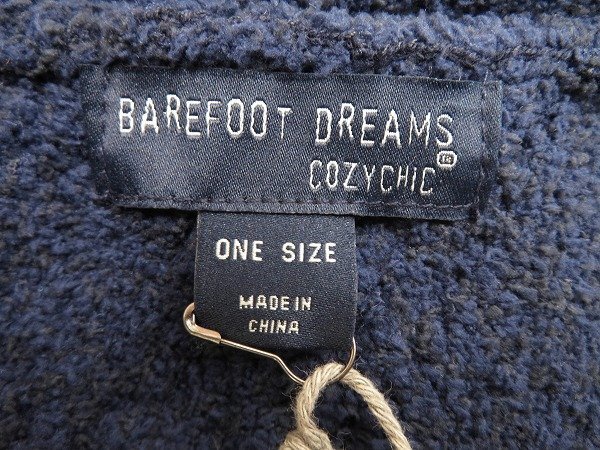 BAREFOOT DREAMS
COZYCHIC®
ONE SIZE
MADE IN
CHINA